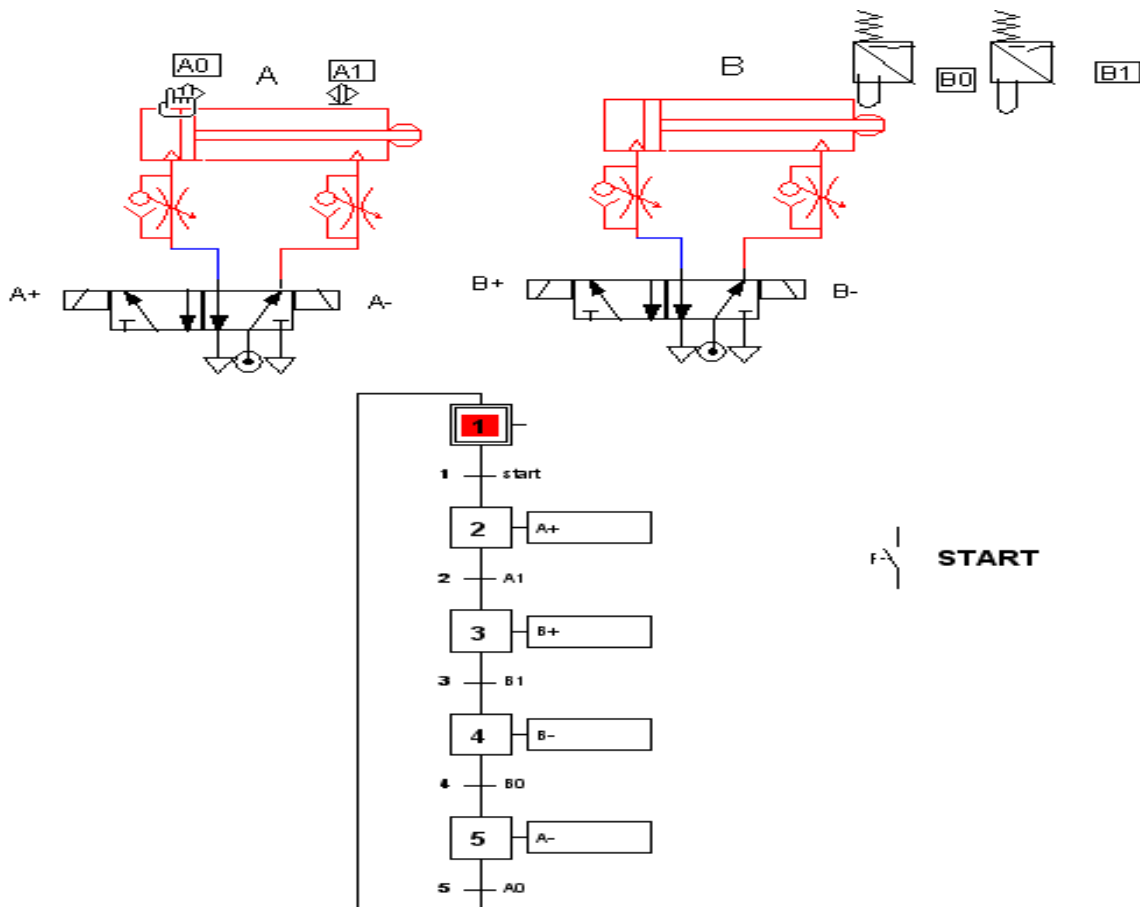 A0 A A1
B
B0 B1
A+ A-
B+ B-
1
1 start
2 A+
2 A1
START
3 B+
3 B1
4 B-
4 B0
5 A-
5 A0